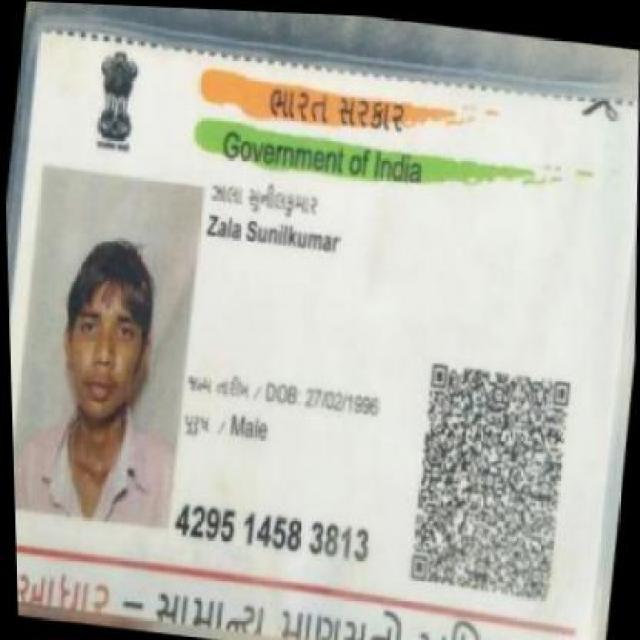 ભારત સરકાર
Government of India
ઝાલા સુનીલકુમાર
Zala Sunilkumar
જન્મ તારીખ / DOB: 27/02/1996
પુરુષ / Male
4295 1458 3813
આધાર – સામાન્ય માણસનો